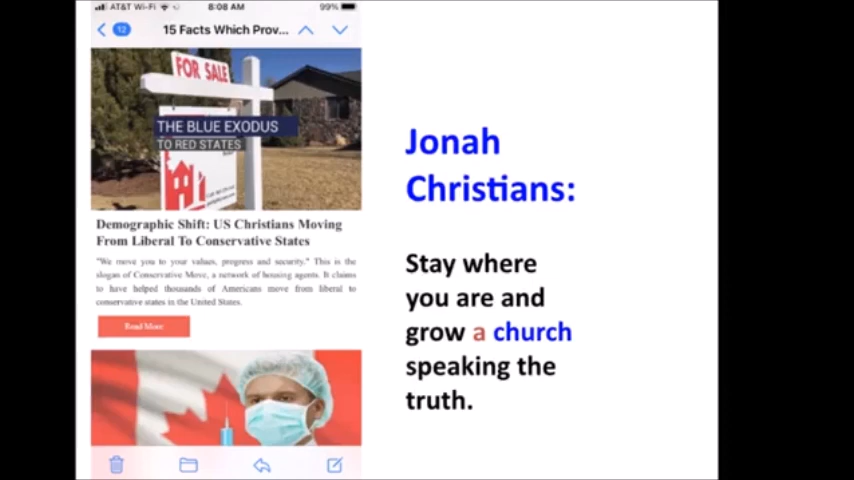 AT&T Wi-Fi
8:08 AM
99%
12
15 Facts Which Prov...
FOR SALE
THE BLUE EXODUS
TO RED STATES
Demographic Shift: US Christians Moving
From Liberal To Conservative States
"We move you to your values, progress and security." This is the
slogan of Conservative Move, a network of housing agents. It claims
to have helped thousands of Americans move from liberal to
conservative states in the United States.
Read More
Jonah
Christians:
Stay where
you are and
grow a church
speaking the
truth.